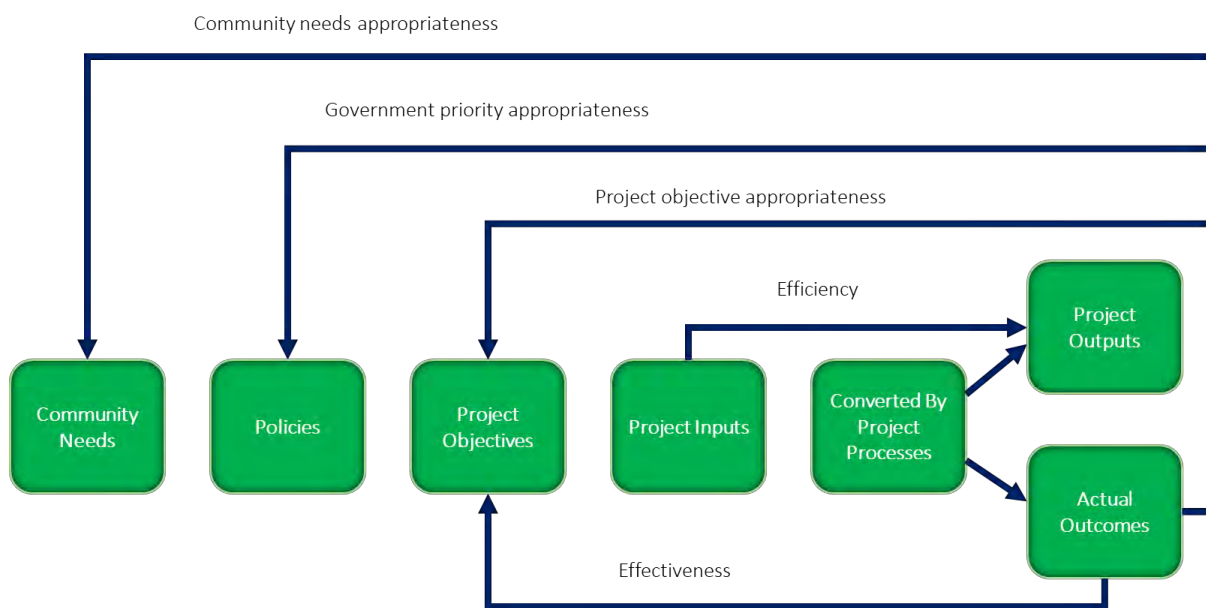 Community needs appropriateness
Government priority appropriateness
Project objective appropriateness
Efficiency
Project
Outputs
Community
Needs
Policies
Project
Objectives
Project Inputs
Converted By
Project
Processes
Actual
Outcomes
Effectiveness